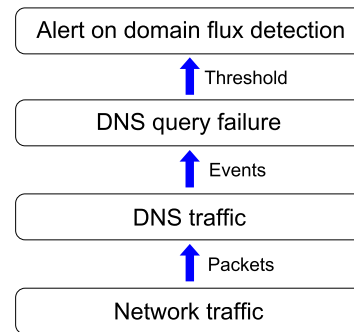 Alert on domain flux detection
Threshold
DNS query failure
Events
DNS traffic
Packets
Network traffic